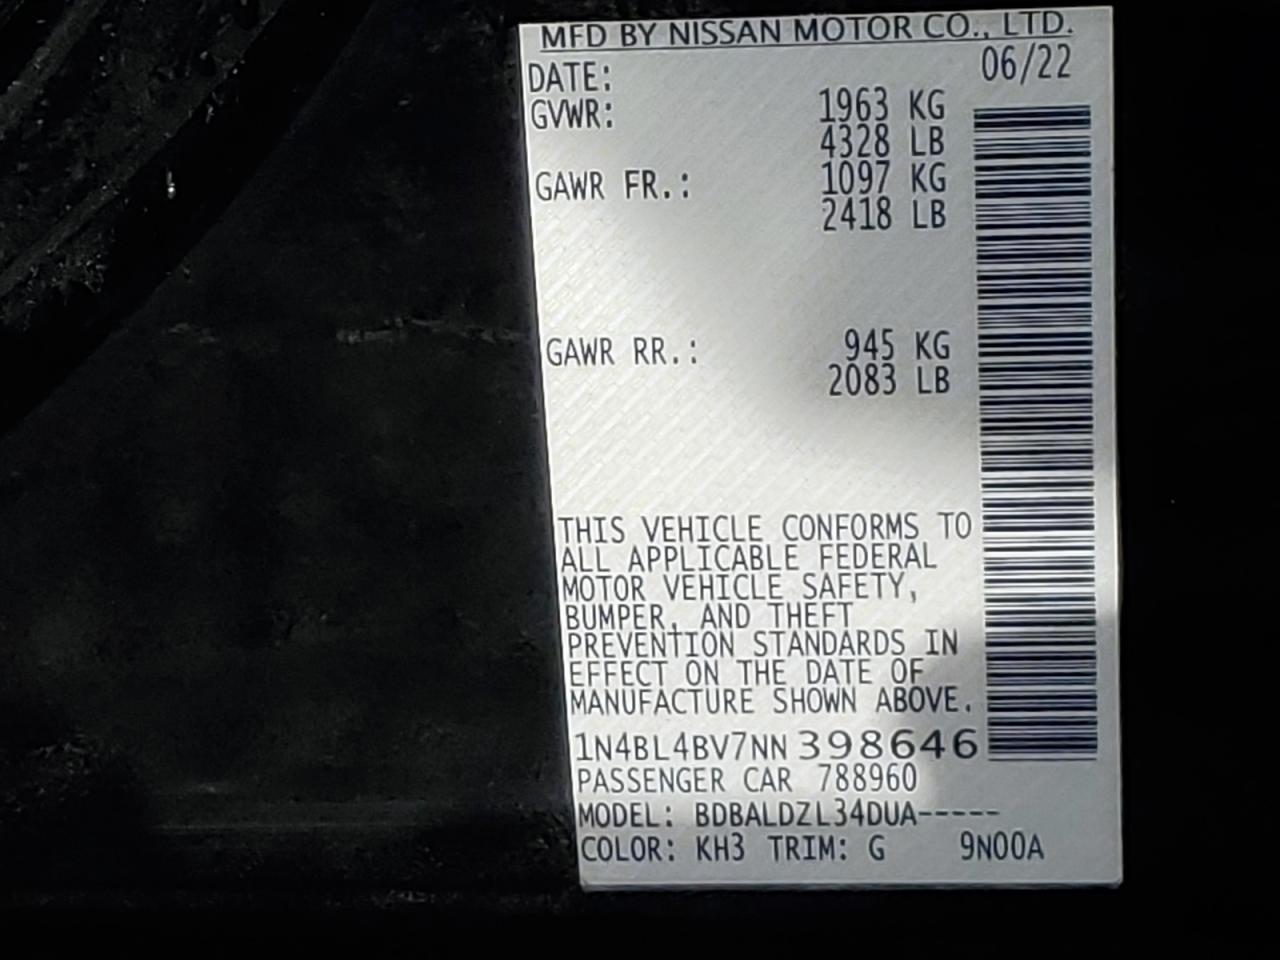 MFD BY NISSAN MOTOR CO., LTD.
DATE: 06/22
GVWR: 1963 KG
4328 LB
GAWR FR.: 1097 KG
2418 LB
GAWR RR.: 945 KG
2083 LB
THIS VEHICLE CONFORMS TO
ALL APPLICABLE FEDERAL
MOTOR VEHICLE SAFETY,
BUMPER, AND THEFT
PREVENTION STANDARDS IN
EFFECT ON THE DATE OF
MANUFACTURE SHOWN ABOVE.
1N4BL4BV7NN398646
PASSENGER CAR 788960
MODEL: BDBALDZL34DUA-----
COLOR: KH3 TRIM: G 9N00A